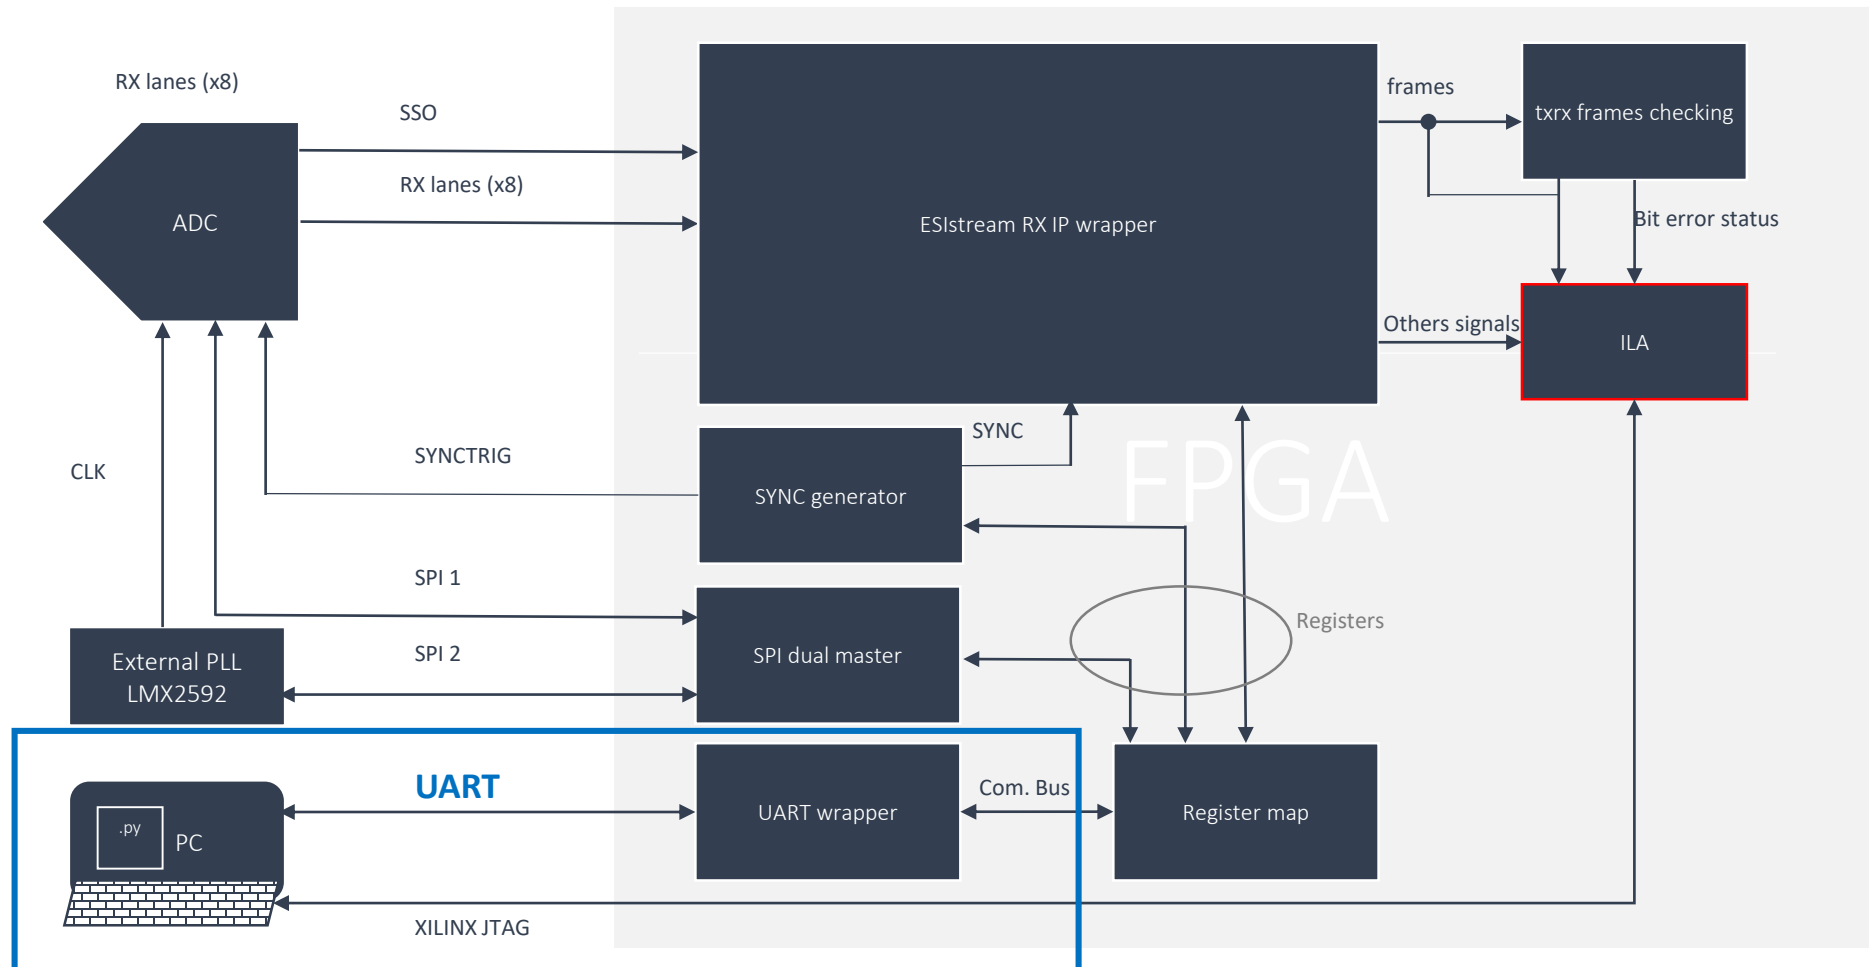 RX lanes (x8)
SSO
frames
txrx frames checking
RX lanes (x8)
ADC
ESIstream RX IP wrapper
Bit error status
Others signals
ILA
SYNC
SYNCTRIG
CLK
FPGA
SYNC generator
SPI 1
Registers
SPI 2
SPI dual master
External PLL
LMX2592
UART
Com. Bus
UART wrapper
Register map
.py
PC
XILINX JTAG